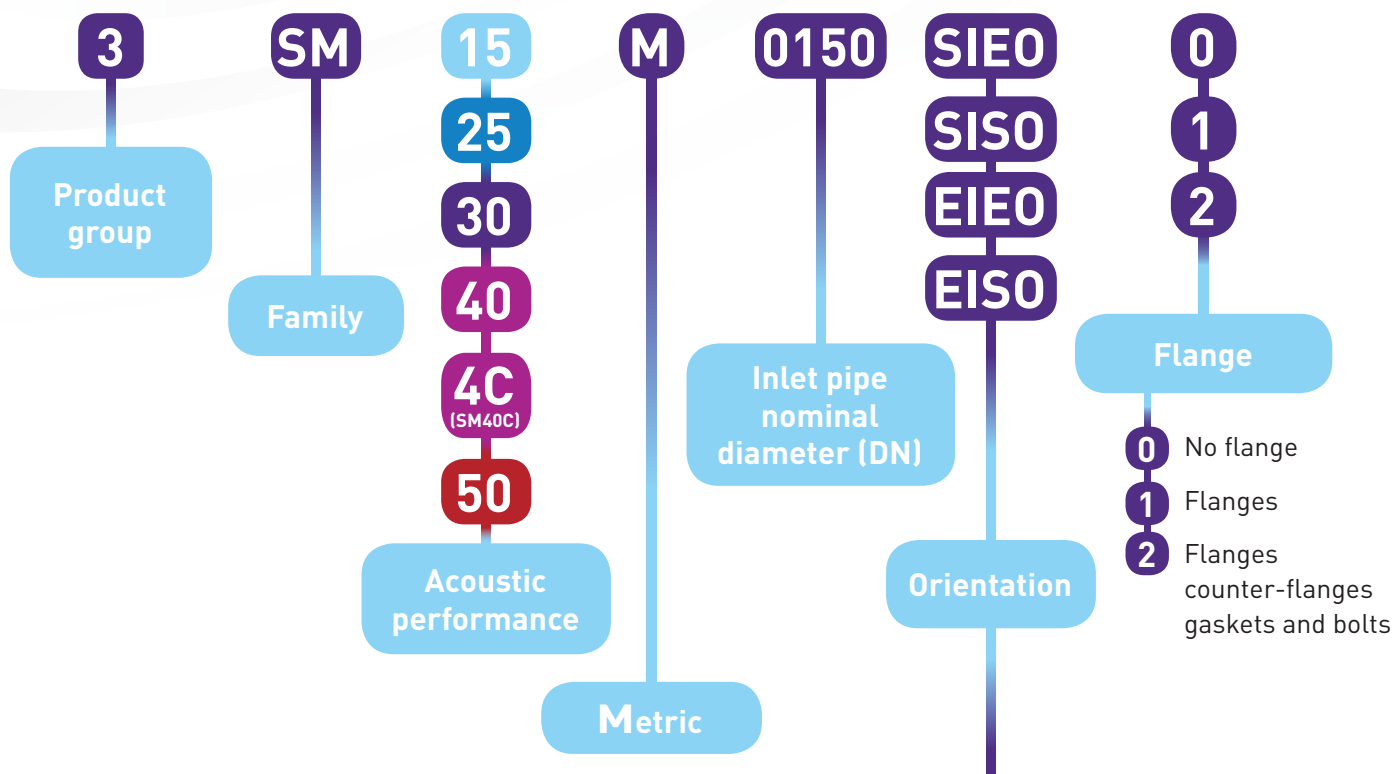 3 SM 15 M 0150 SIEO 0
25 SISO 1
30 EIEO 2
40 EISO
4C
(SM40C)
50
Product
group
Family
Acoustic
performance
Metric
Inlet pipe
nominal
diameter (DN)
Orientation
Flange
0 No flange
1 Flanges
2 Flanges
counter-flanges
gaskets and bolts